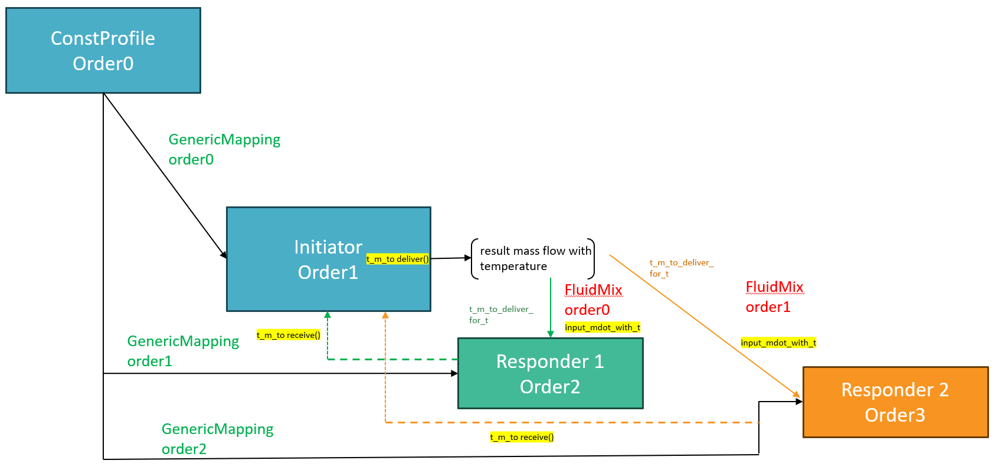 ConstProfile
Order0
GenericMapping
order0
Initiator
Order1
t_m_to deliver()
result mass flow with
temperature
t_m_to_deliver_
for_t
FluidMix
order0
input_mdot_with_t
t_m_to_deliver_
for_t
FluidMix
order1
input_mdot_with_t
t_m_to receive()
GenericMapping
order1
Responder 1
Order2
Responder 2
Order3
GenericMapping
order2
t_m_to receive()